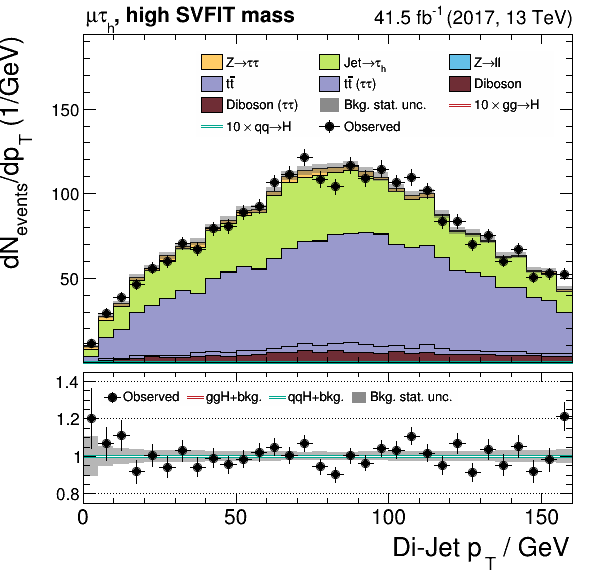 μτh, high SVFIT mass 41.5 fb⁻¹ (2017, 13 TeV)
dNevents/dpT (1/GeV)
150
100
50
Z→ττ Jet→τh Z→ll
tt̄ tt̄ (ττ) Diboson
Diboson (ττ) Bkg. stat. unc. 10 × gg→H
10 × qq→H Observed
1.4
1.2
1
0.8
Observed ggH+bkg. qqH+bkg. Bkg. stat. unc.
0 50 100 150
Di-Jet pT / GeV